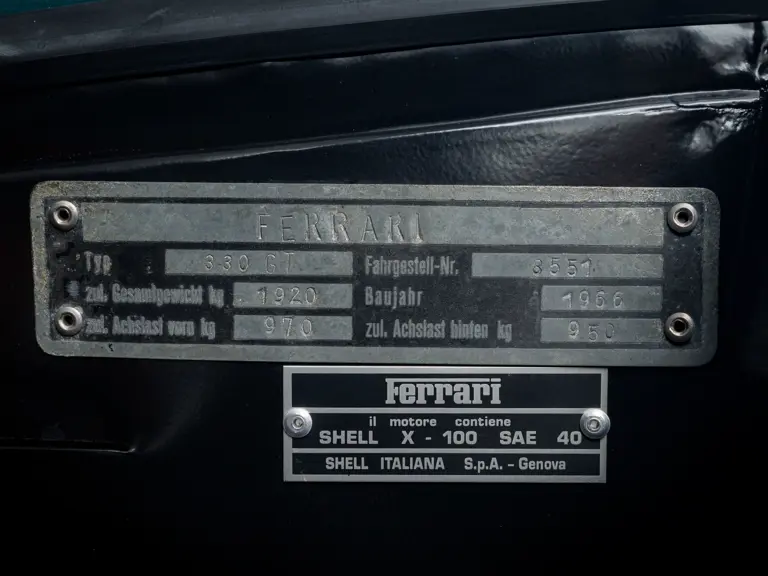 FERRARI
Typ 330 GT Fahrgestell-Nr. 8551
zul. Gesamtgewicht kg 1920 Baujahr 1966
zul. Achslast vorn kg 970 zul. Achslast hinten kg 950
Ferrari
il motore contiene
SHELL X - 100 SAE 40
SHELL ITALIANA S.p.A. - Genova